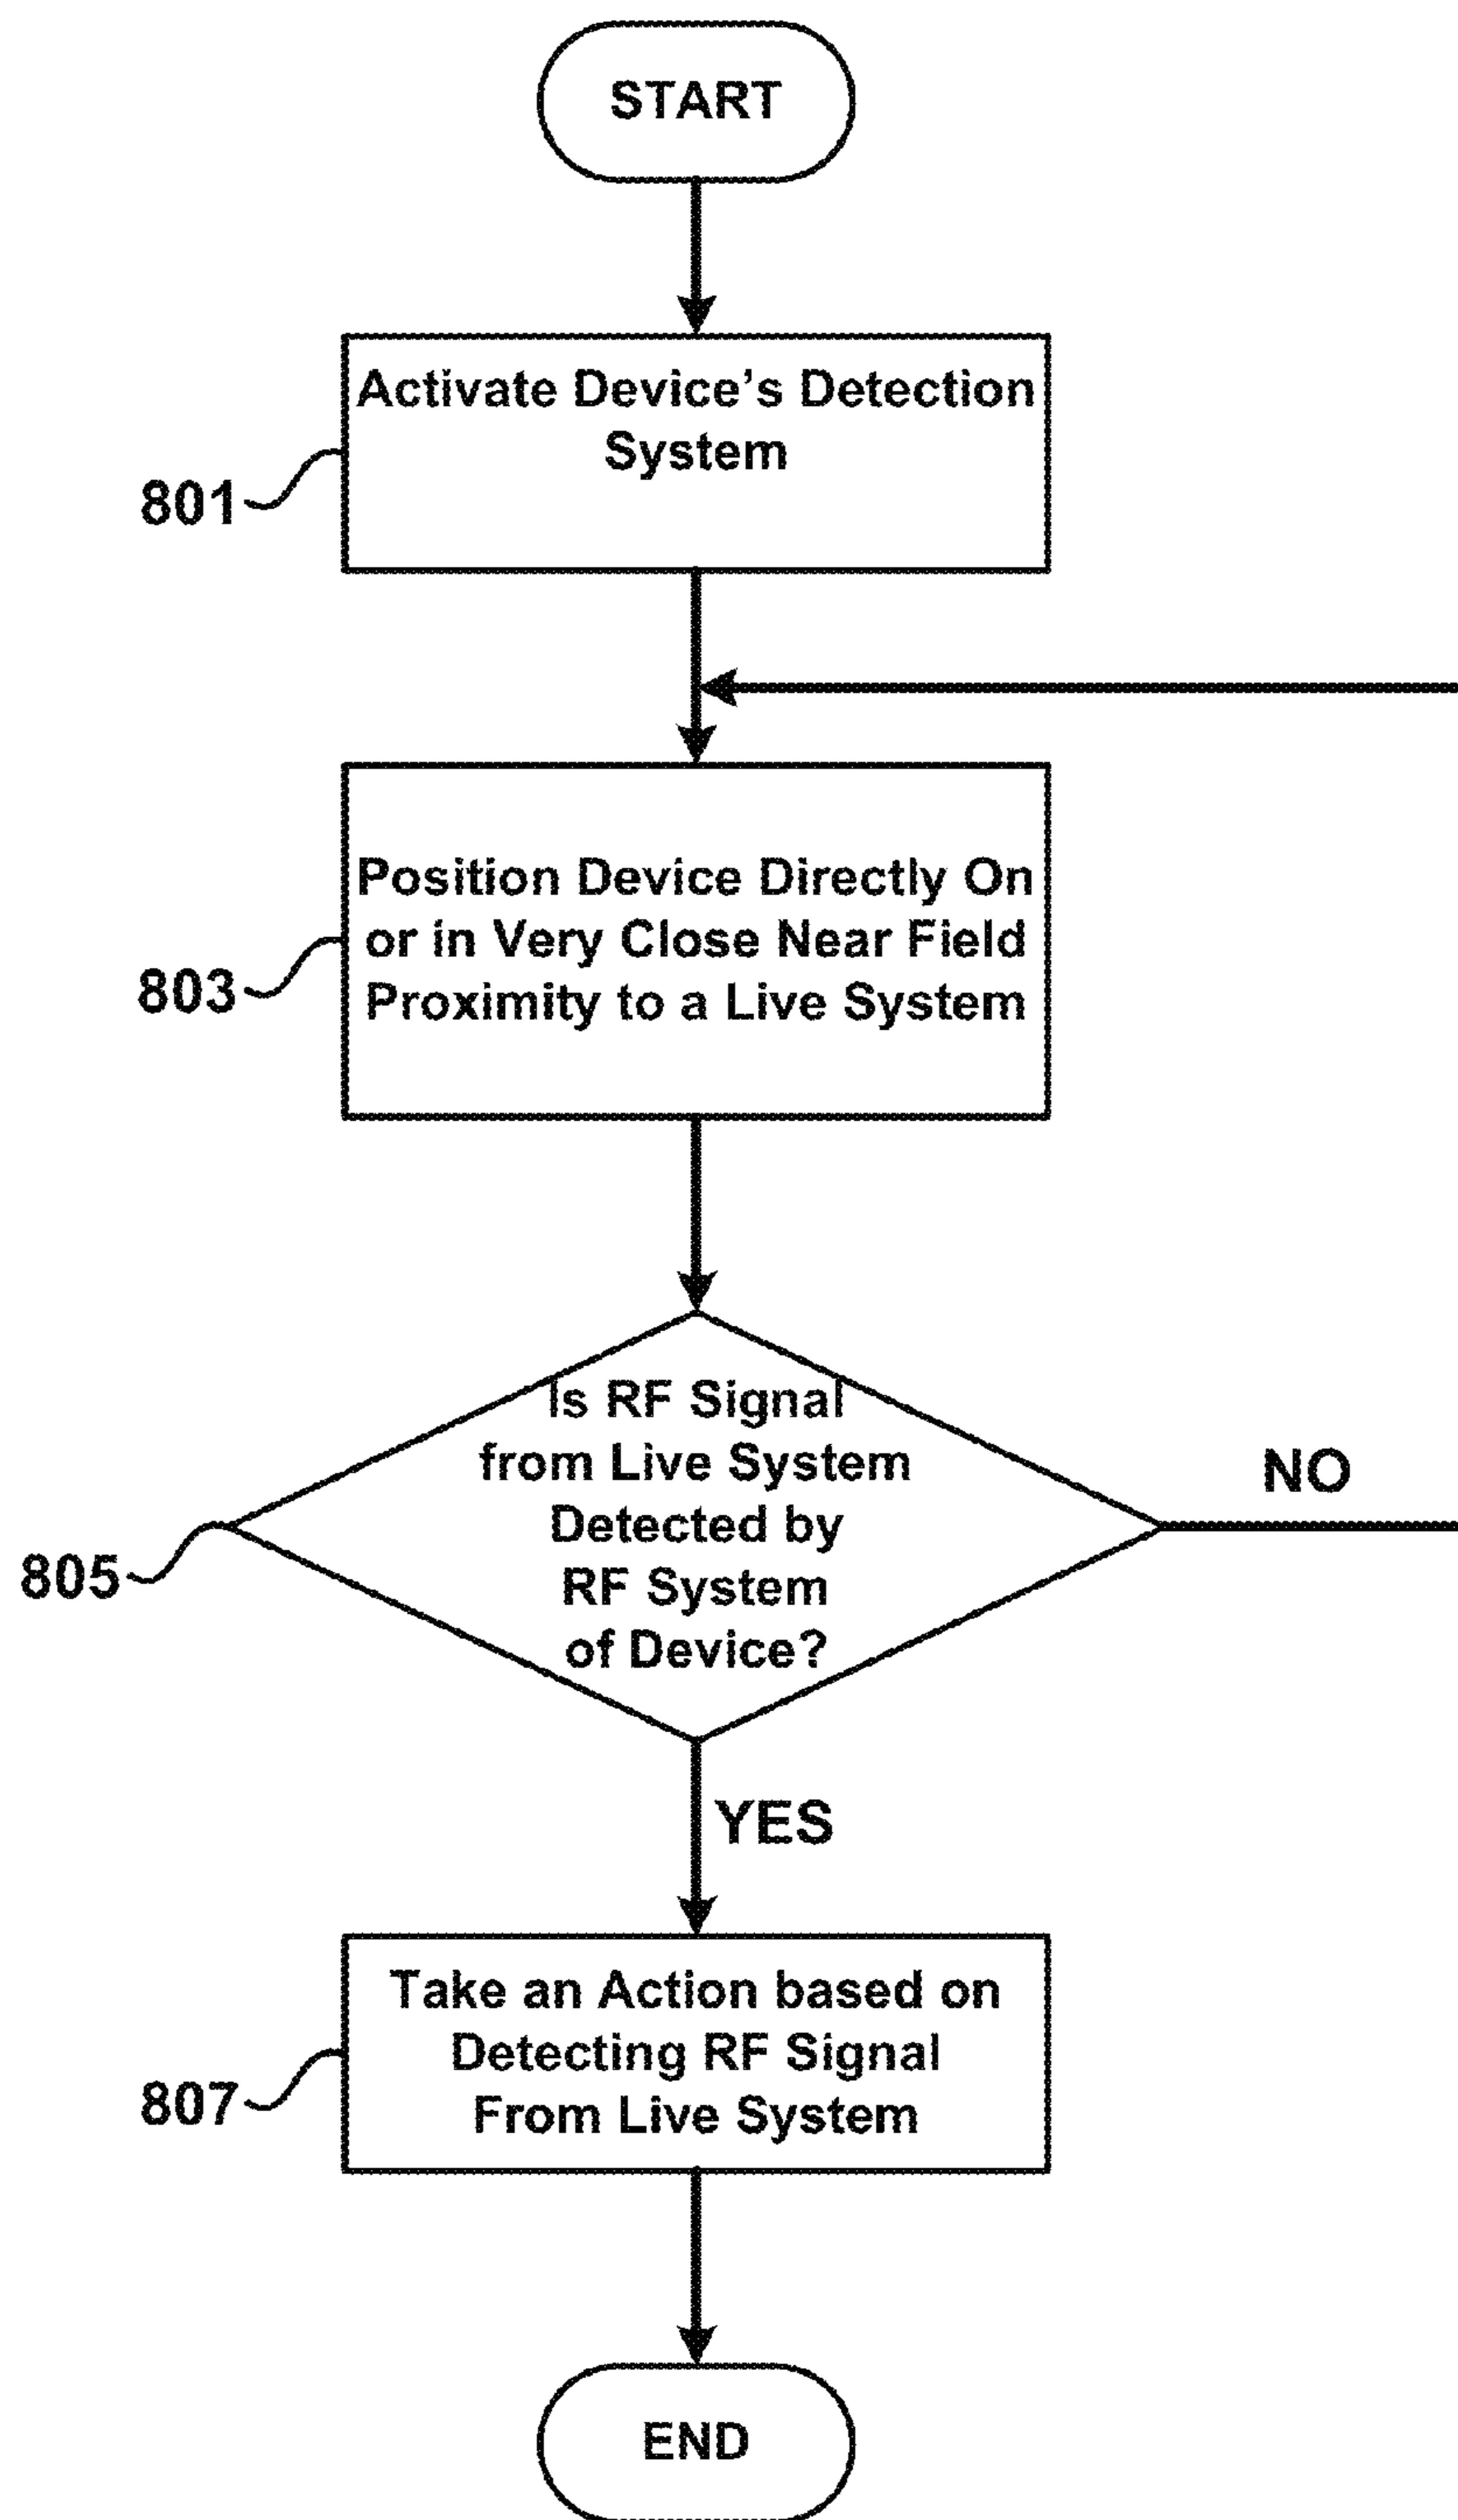 START
Activate Device's Detection
System
801
Position Device Directly On
or in Very Close Near Field
Proximity to a Live System
803
Is RF Signal
from Live System
Detected by
RF System
of Device?
805
NO
YES
Take an Action based on
Detecting RF Signal
From Live System
807
END